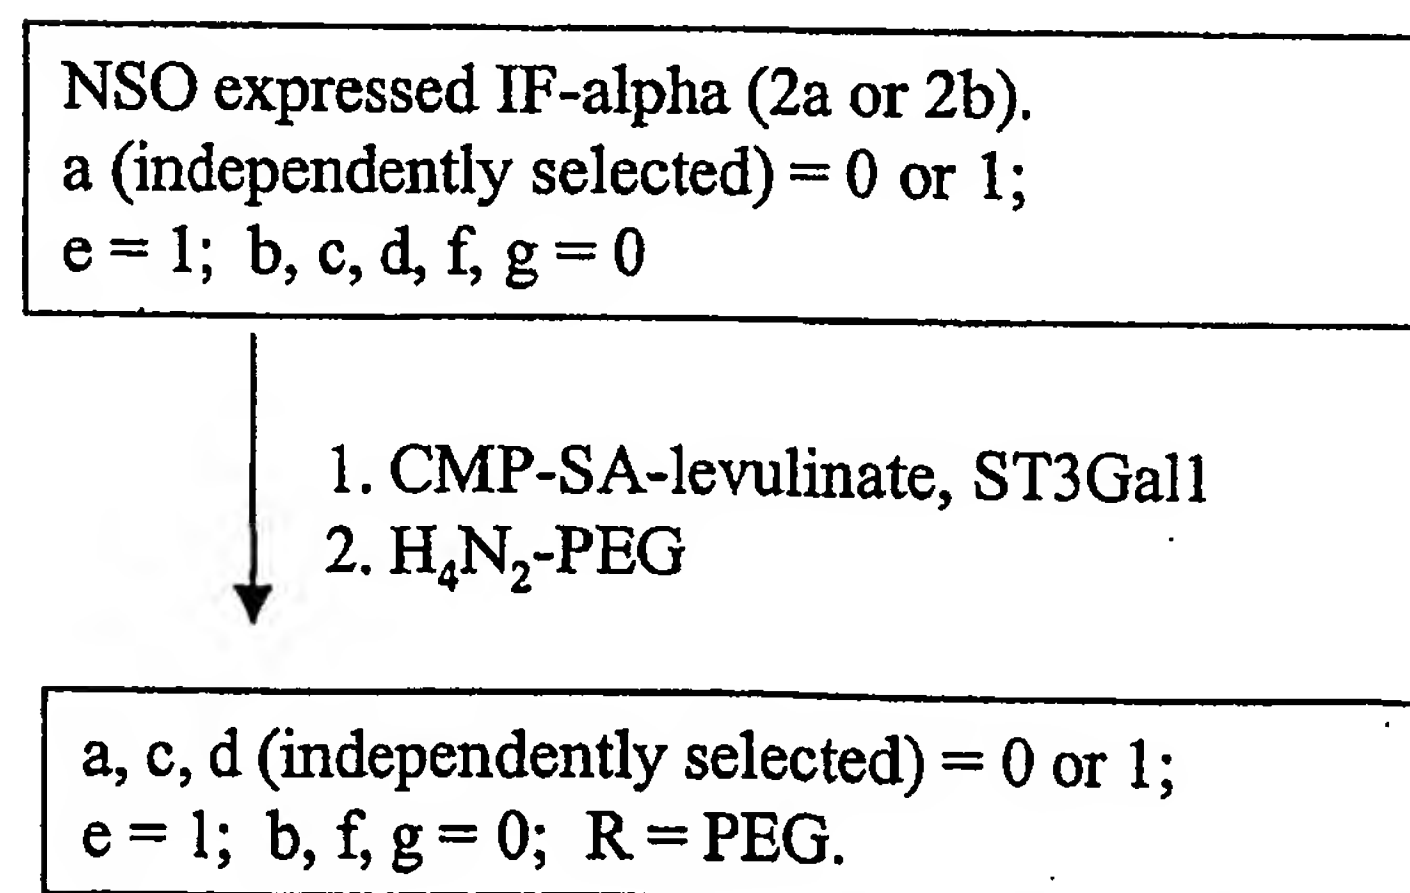 NSO expressed IF-alpha (2a or 2b).
a (independently selected) = 0 or 1;
e = 1; b, c, d, f, g = 0
1. CMP-SA-levulinate, ST3Gal1
2. H₄N₂-PEG
a, c, d (independently selected) = 0 or 1;
e = 1; b, f, g = 0; R = PEG.